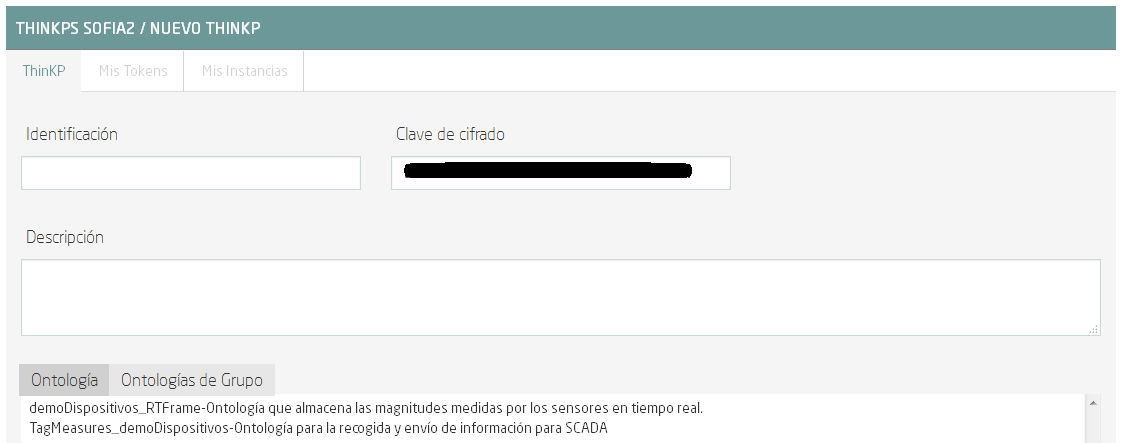 THINKPS SOFIA2 / NUEVO THINKP
ThinKP Mis Tokens Mis Instancias
Identificación Clave de cifrado
Descripción
Ontología Ontologías de Grupo
demoDispositivos_RTFrame-Ontología que almacena las magnitudes medidas por los sensores en tiempo real.
TagMeasures_demoDispositivos-Ontología para la recogida y envío de información para SCADA